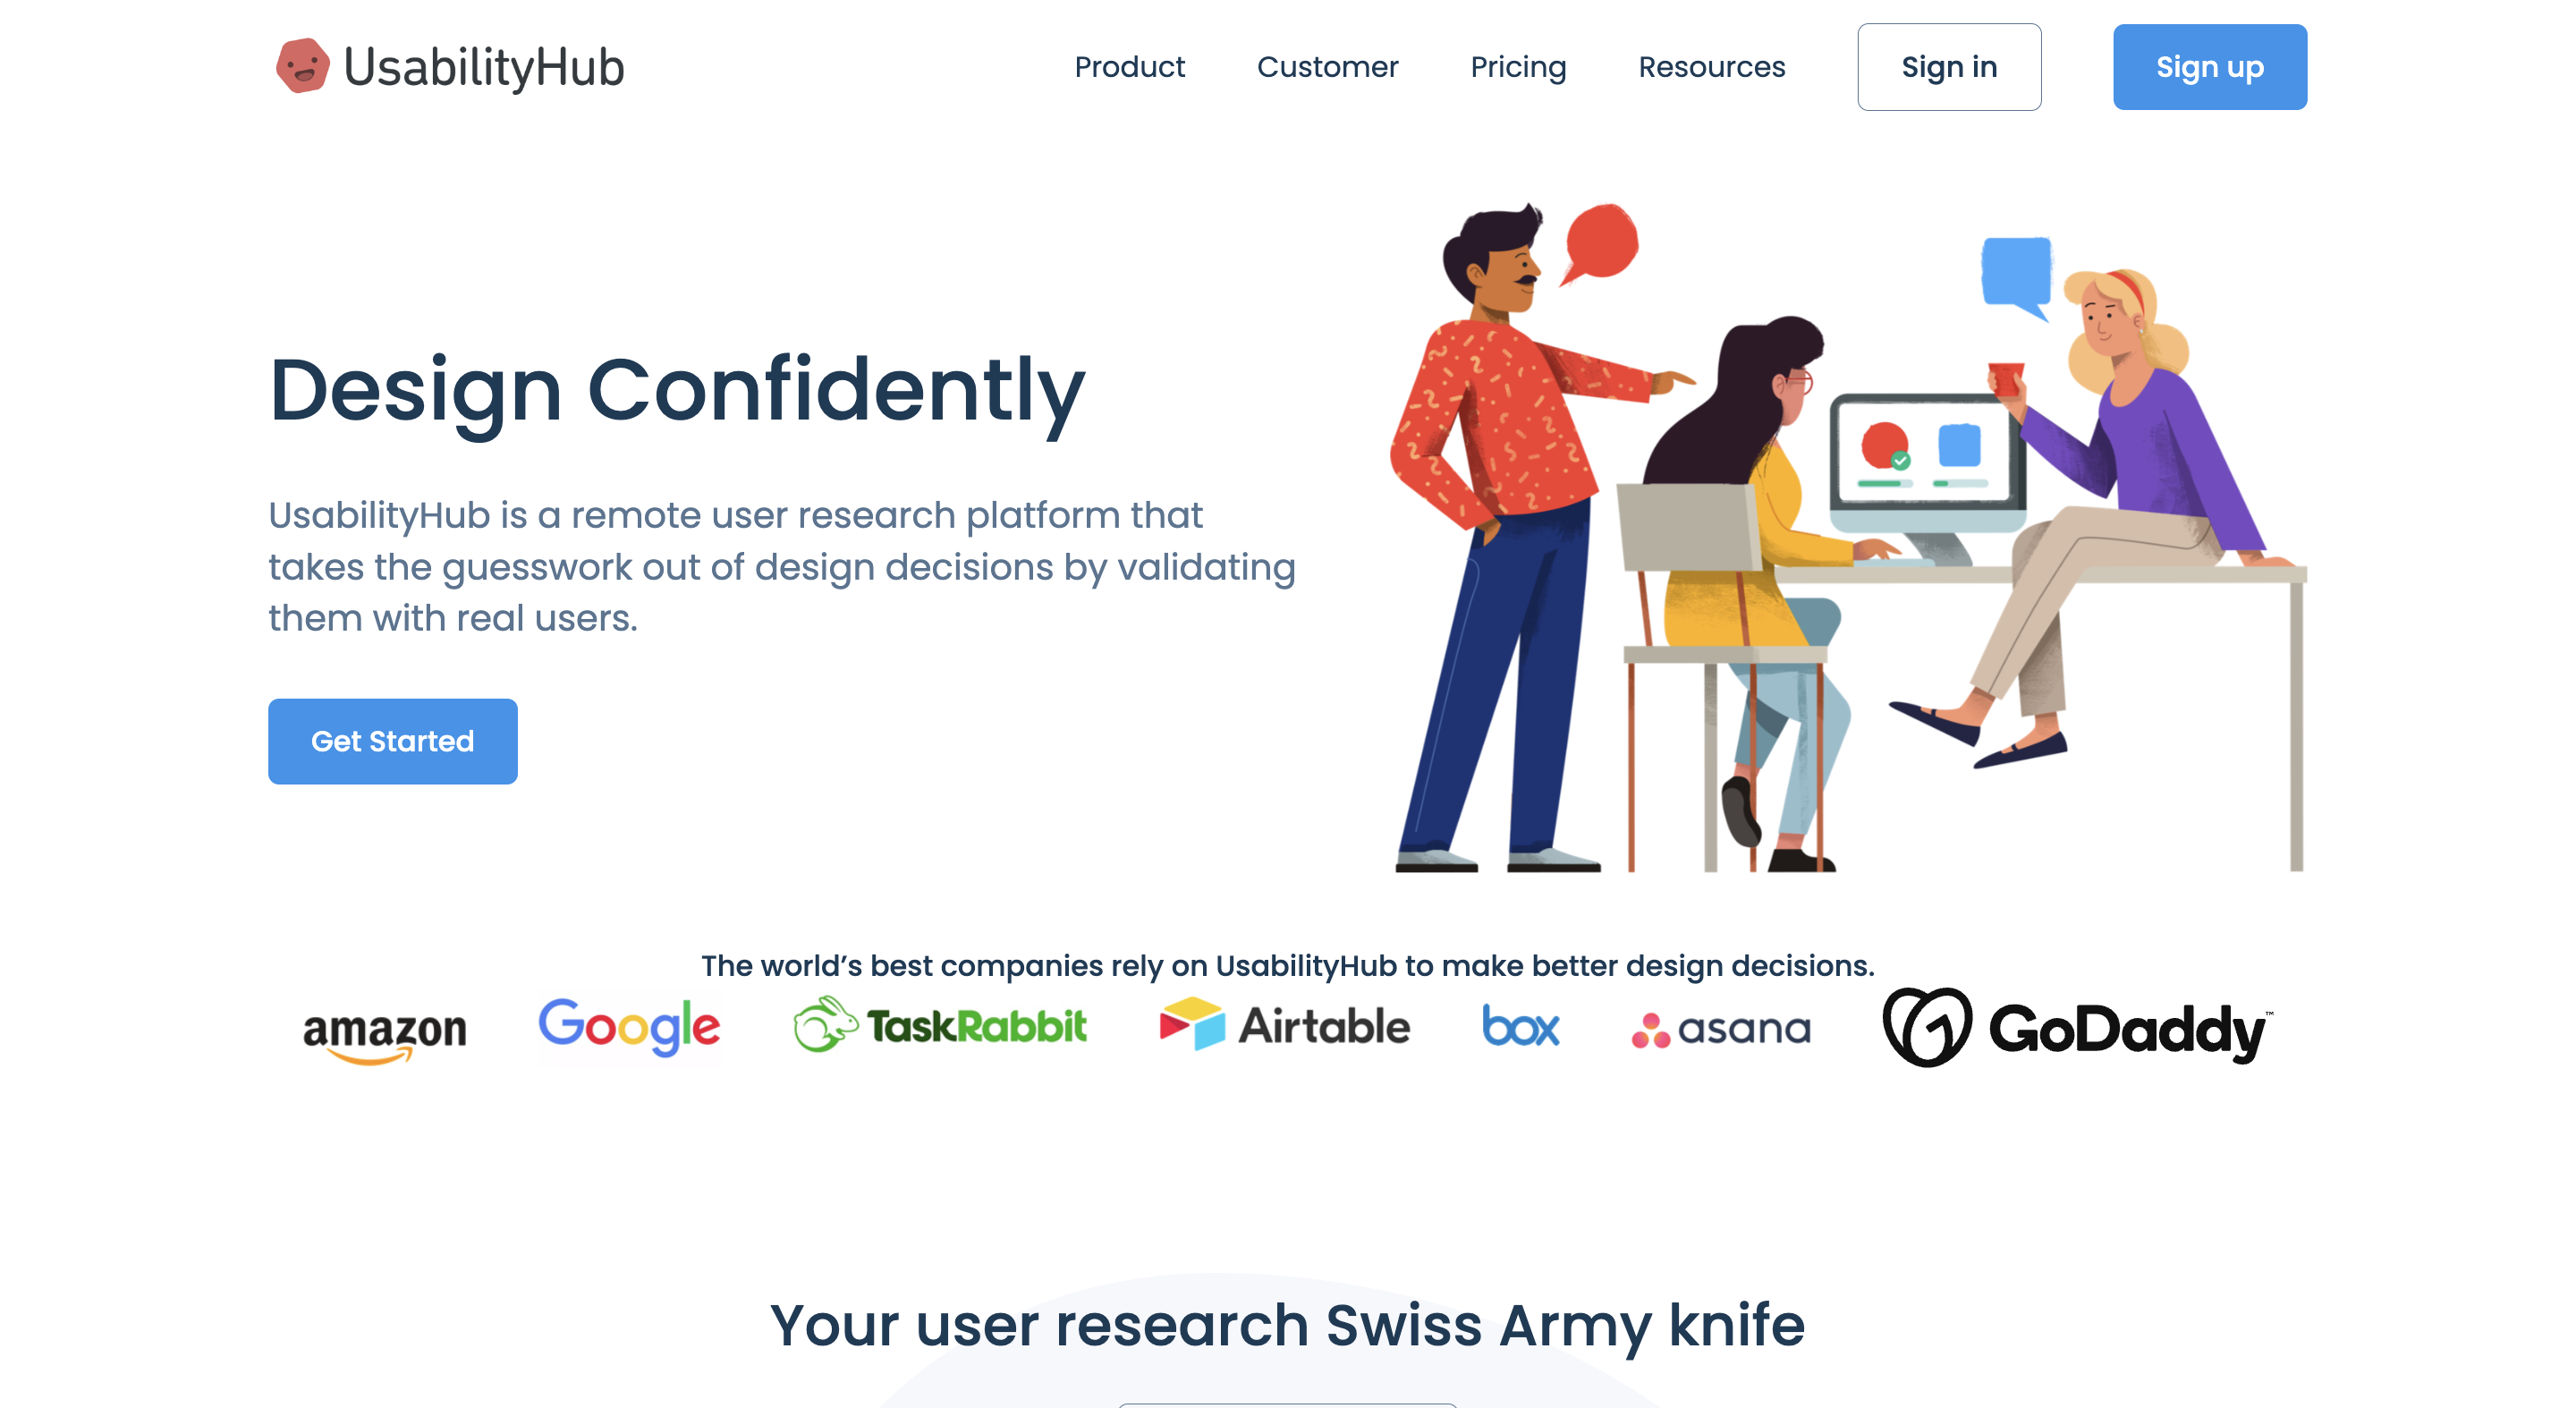 UsabilityHub
Product
Customer
Pricing
Resources
Sign in
Sign up
Design Confidently
UsabilityHub is a remote user research platform that
takes the guesswork out of design decisions by validating
them with real users.
Get Started
The world’s best companies rely on UsabilityHub to make better design decisions.
amazon
Google
TaskRabbit
Airtable
box
asana
GoDaddy™
Your user research Swiss Army knife